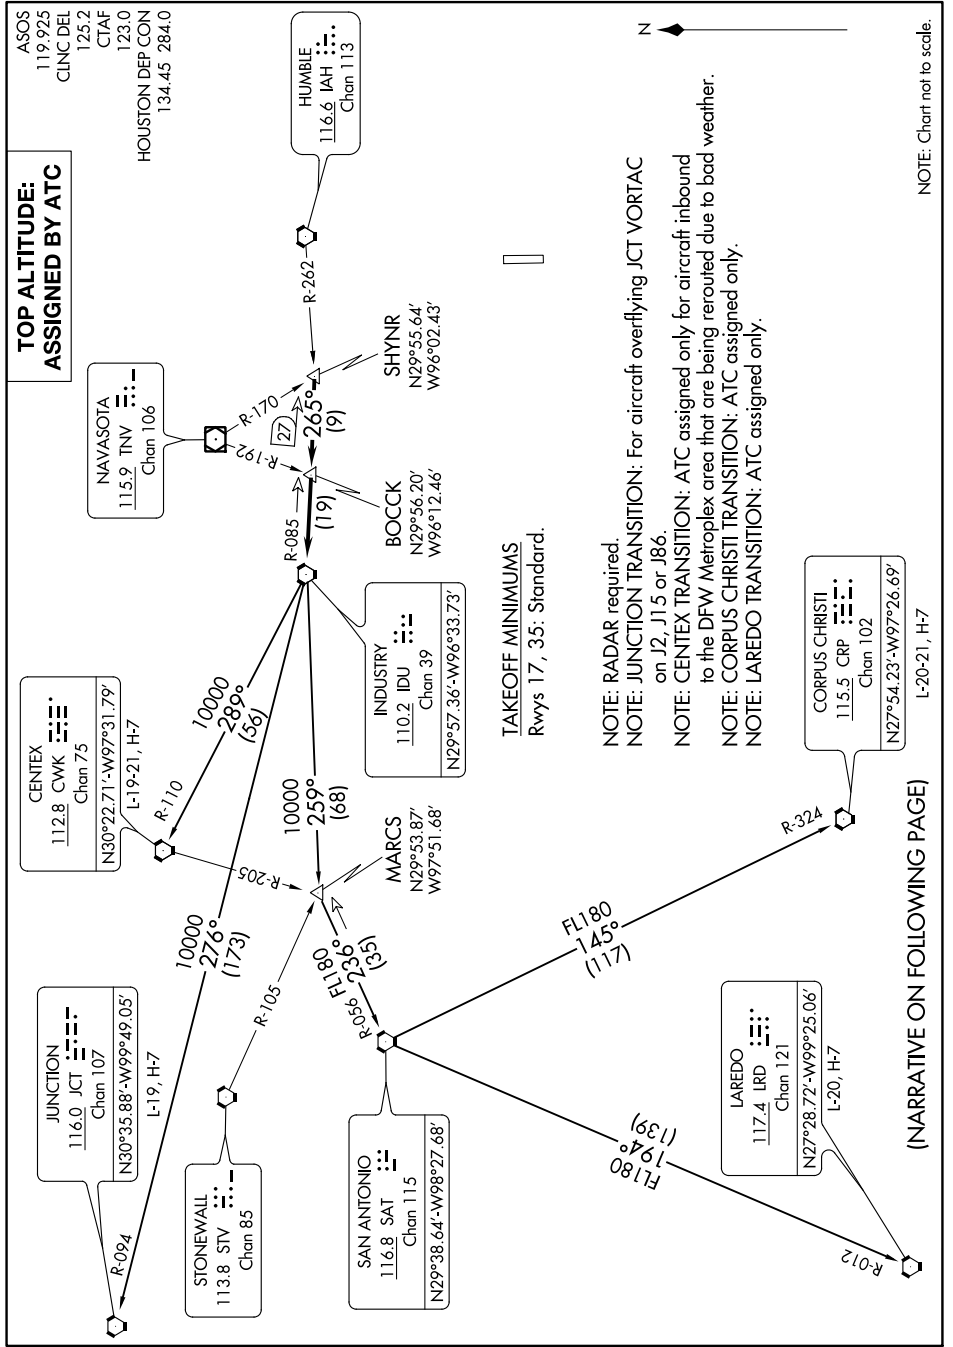 TOP ALTITUDE:
ASSIGNED BY ATC
ASOS
119.925
CLNC DEL
125.2
CTAF
123.0
HOUSTON DEP CON
134.45 284.0
JUNCTION
116.0 JCT
Chan 107
N30°35.88′-W99°49.05′
L-19, H-7
CENTEX
112.8 CWK
Chan 75
N30°22.71′-W97°31.79′
L-19-21, H-7
NAVASOTA
115.9 TNV
Chan 106
HUMBLE
116.6 IAH
Chan 113
STONEWALL
113.8 STV
Chan 85
R-094
10000
276°
(173)
R-110
10000
289°
(56)
R-205
R-105
R-192
R-170
27
R-262
265°
(9)
R-085
(19)
10000
259°
(68)
SHYNR
N29°55.64′
W96°02.43′
BOCCK
N29°56.20′
W96°12.46′
INDUSTRY
110.2 IDU
Chan 39
N29°57.36′-W96°33.73′
MARCS
N29°53.87′
W97°51.68′
SAN ANTONIO
116.8 SAT
Chan 115
N29°38.64′-W98°27.68′
R-056
FL180
236°
(35)
FL180
145°
(117)
R-324
FL180
194°
(139)
R-012
TAKEOFF MINIMUMS
Rwys 17, 35: Standard.
NOTE: RADAR required.
NOTE: JUNCTION TRANSITION: For aircraft overflying JCT VORTAC
on J2, J15 or J86.
NOTE: CENTEX TRANSITION: ATC assigned only for aircraft inbound
to the DFW Metroplex area that are being rerouted due to bad weather.
NOTE: CORPUS CHRISTI TRANSITION: ATC assigned only.
NOTE: LAREDO TRANSITION: ATC assigned only.
N
LAREDO
117.4 LRD
Chan 121
N27°28.72′-W99°25.06′
L-20, H-7
CORPUS CHRISTI
115.5 CRP
Chan 102
N27°54.23′-W97°26.69′
L-20-21, H-7
(NARRATIVE ON FOLLOWING PAGE)
NOTE: Chart not to scale.